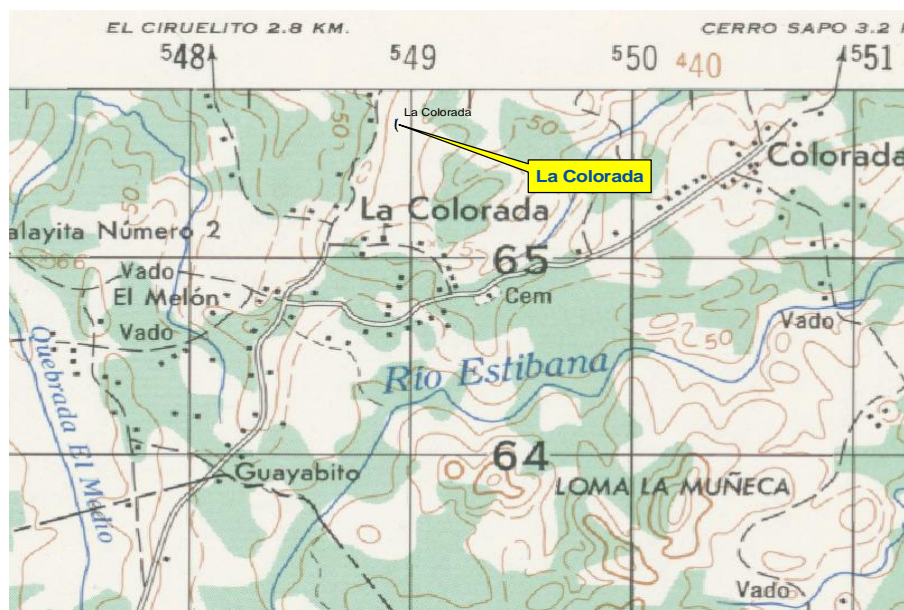 EL CIRUELITO 2.8 KM.
CERRO SAPO 3.2
548
549
550
440
551
La Colorada
50
50
La Colorada
Colorada
La Colorada
alayita Número 2
50
65
Vado
El Melón
Cem
Vado
Vado
50
Quebrada El Medio
Río Estibana
64
Guayabito
LOMA LA MUÑECA
Vado